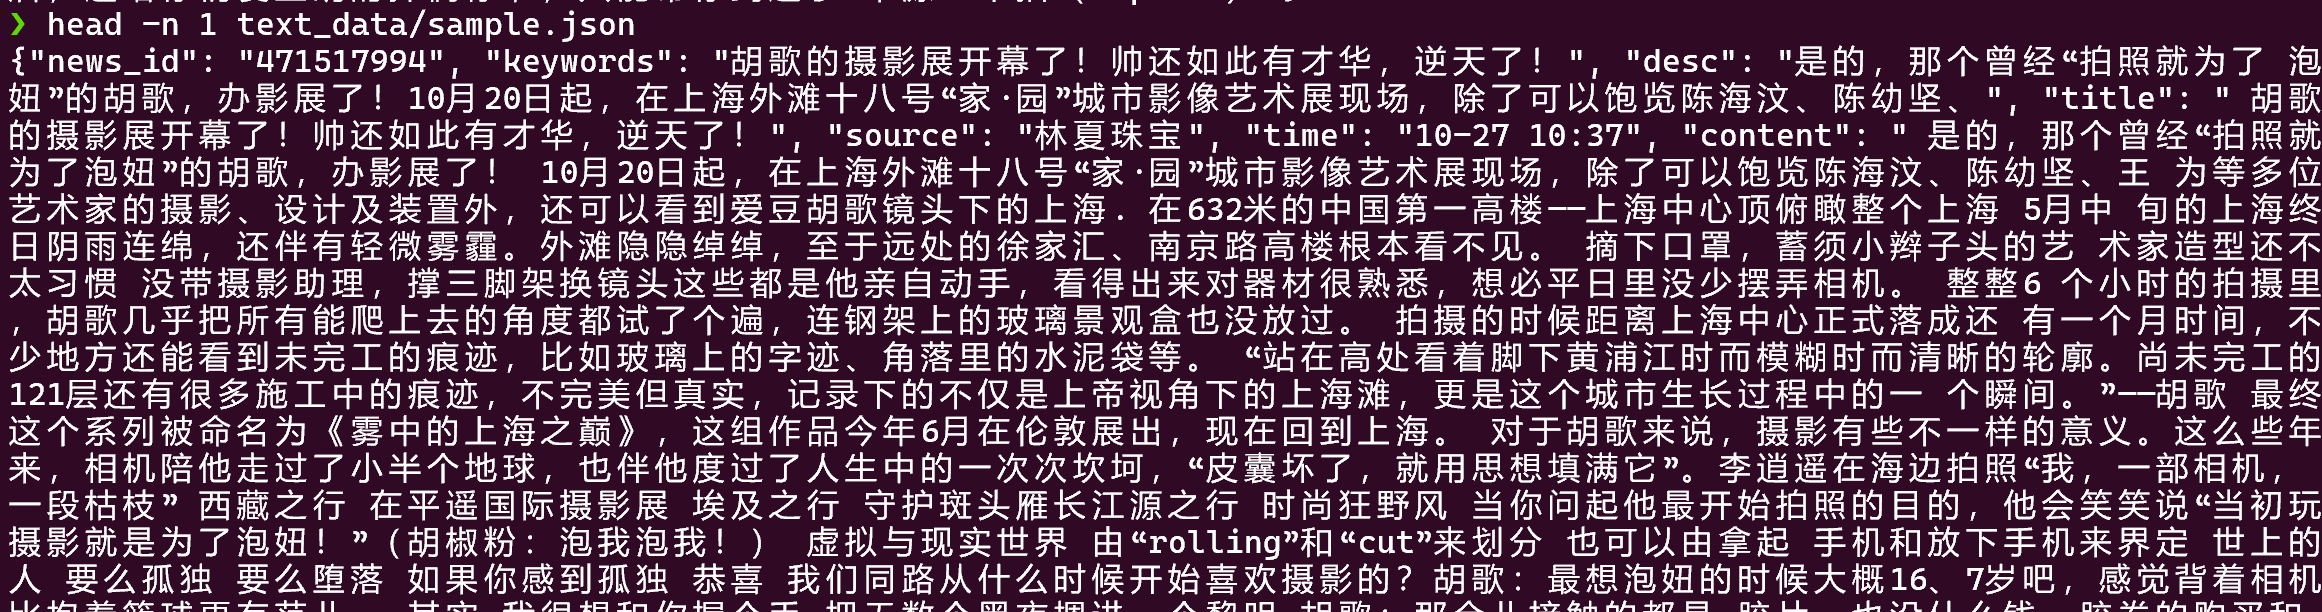 ❯ head -n 1 text_data/sample.json
{"news_id": "471517994", "keywords": "胡歌的摄影展开幕了！帅还如此有才华，逆天了！", "desc": "是的，那个曾经“拍照就为了 泡
妞”的胡歌，办影展了！10月20日起，在上海外滩十八号“家·园”城市影像艺术展现场，除了可以饱览陈海汶、陈幼坚、", "title": " 胡歌
的摄影展开幕了！帅还如此有才华，逆天了！", "source": "林夏珠宝", "time": "10-27 10:37", "content": " 是的，那个曾经“拍照就
为了泡妞”的胡歌，办影展了！ 10月20日起，在上海外滩十八号“家·园”城市影像艺术展现场，除了可以饱览陈海汶、陈幼坚、王 为等多位
艺术家的摄影、设计及装置外，还可以看到爱豆胡歌镜头下的上海. 在632米的中国第一高楼——上海中心顶俯瞰整个上海 5月中 旬的上海终
日阴雨连绵，还伴有轻微雾霾。外滩隐隐绰绰，至于远处的徐家汇、南京路高楼根本看不见。 摘下口罩，蓄须小辫子头的艺 术家造型还不
太习惯 没带摄影助理，撑三脚架换镜头这些都是他亲自动手，看得出来对器材很熟悉，想必平日里没少摆弄相机。 整整6 个小时的拍摄里
，胡歌几乎把所有能爬上去的角度都试了个遍，连钢架上的玻璃景观盒也没放过。 拍摄的时候距离上海中心正式落成还 有一个月时间，不
少地方还能看到未完工的痕迹，比如玻璃上的字迹、角落里的水泥袋等。 “站在高处看着脚下黄浦江时而模糊时而清晰的轮廓。尚未完工的
121层还有很多施工中的痕迹，不完美但真实，记录下的不仅是上帝视角下的上海滩，更是这个城市生长过程中的一 个瞬间。”——胡歌 最终
这个系列被命名为《雾中的上海之巅》，这组作品今年6月在伦敦展出，现在回到上海。 对于胡歌来说，摄影有些不一样的意义。这么些年
来，相机陪他走过了小半个地球，也伴他度过了人生中的一次次坎坷，“皮囊坏了，就用思想填满它”。李逍遥在海边拍照“我，一部相机，
一段枯枝” 西藏之行 在平遥国际摄影展 埃及之行 守护斑头雁长江源之行 时尚狂野风 当你问起他最开始拍照的目的，他会笑笑说“当初玩
摄影就是为了泡妞！”（胡椒粉：泡我泡我！） 虚拟与现实世界 由“rolling”和“cut”来划分 也可以由拿起 手机和放下手机来界定 世上的
人 要么孤独 要么堕落 如果你感到孤独 恭喜 我们同路从什么时候开始喜欢摄影的？胡歌：最想泡妞的时候大概16、7岁吧，感觉背着相机